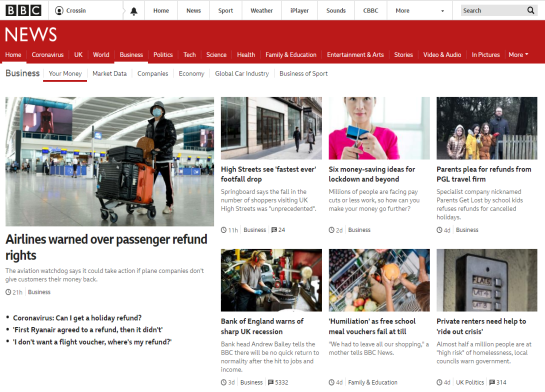 BBC Crossin Home News Sport Weather iPlayer Sounds CBBC More Search
NEWS
Home Coronavirus UK World Business Politics Tech Science Health Family & Education Entertainment & Arts Stories Video & Audio In Pictures More
Business Your Money Market Data Companies Economy Global Car Industry Business of Sport
Airlines warned over passenger refund
rights
The aviation watchdog says it could take action if plane companies don't
give customers their money back.
21h Business
Coronavirus: Can I get a holiday refund?
'First Ryanair agreed to a refund, then it didn't'
'I don't want a flight voucher, where's my refund?'
High Streets see 'fastest ever'
footfall drop
Springboard says the fall in
the number of shoppers visiting UK
High Streets was "unprecedented".
11h Business 24
Six money-saving ideas for
lockdown and beyond
Millions of people are facing pay
cuts or less work, so how can you
make your money go further?
2d Business
Parents plea for refunds from
PGL travel firm
Specialist company nicknamed
Parents Get Lost by school kids
refuses refunds for cancelled
holidays.
4d Business
Bank of England warns of
sharp UK recession
Bank head Andrew Bailey tells the
BBC there will be no quick return to
normality after the hit to jobs and
income.
3d Business 5332
'Humiliation' as free school
meal vouchers fail at till
"We had to leave all our shopping," a
mother tells BBC News.
4d Family & Education
PLEASE
Private renters need help to
'ride out crisis'
Almost half a million people are at
"high risk" of homelessness, local
councils warn government.
4d UK Politics 314